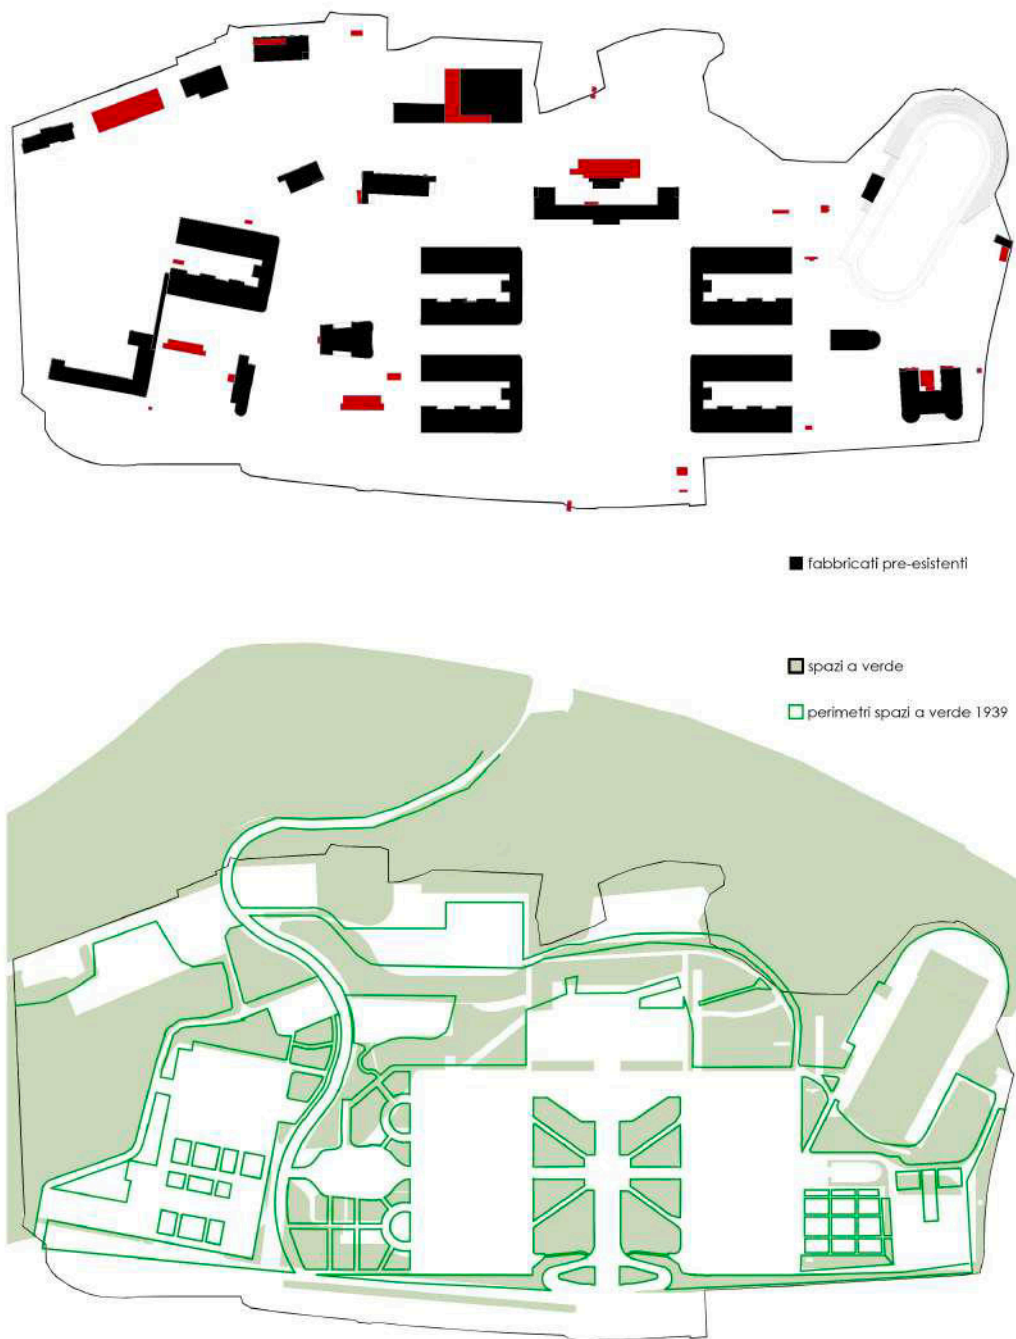 fabbricati pre-esistenti
spazi a verde
perimetri spazi a verde 1939